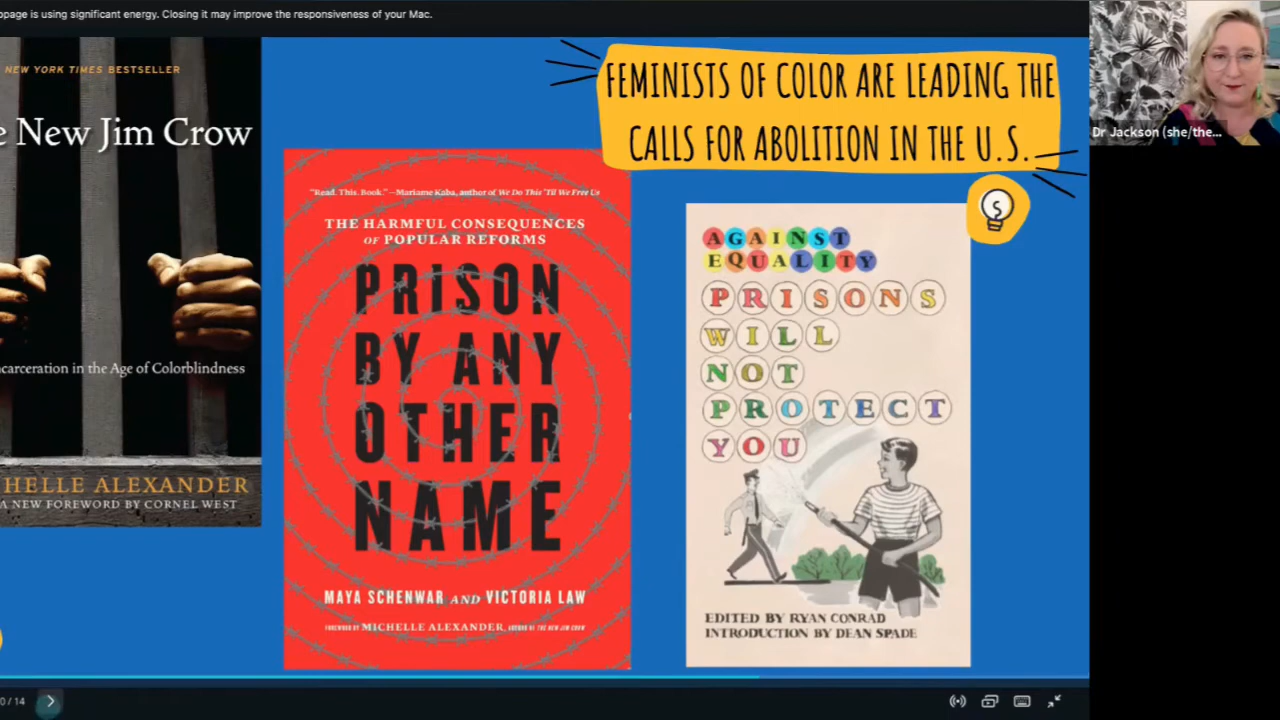 page is using significant energy. Closing it may improve the responsiveness of your Mac.
NEW YORK TIMES BESTSELLER
New Jim Crow
in the Age of Colorblindness
ALEXANDER
A NEW FOREWORD BY CORNEL WEST
"Read. This. Book." —Mariame Kaba, author of We Do This 'Til We Free Us
THE HARMFUL CONSEQUENCES
OF POPULAR REFORMS
PRISON
BY ANY
OTHER
NAME
MAYA SCHENWAR AND VICTORIA LAW
FOREWORD BY MICHELLE ALEXANDER, AUTHOR OF THE NEW JIM CROW
FEMINISTS OF COLOR ARE LEADING THE
CALLS FOR ABOLITION IN THE U.S.
AGAINST
EQUALITY
PRISONS
WILL
NOT
PROTECT
YOU
EDITED BY RYAN CONRAD
INTRODUCTION BY DEAN SPADE
Dr Jackson (she/the...
0 / 14